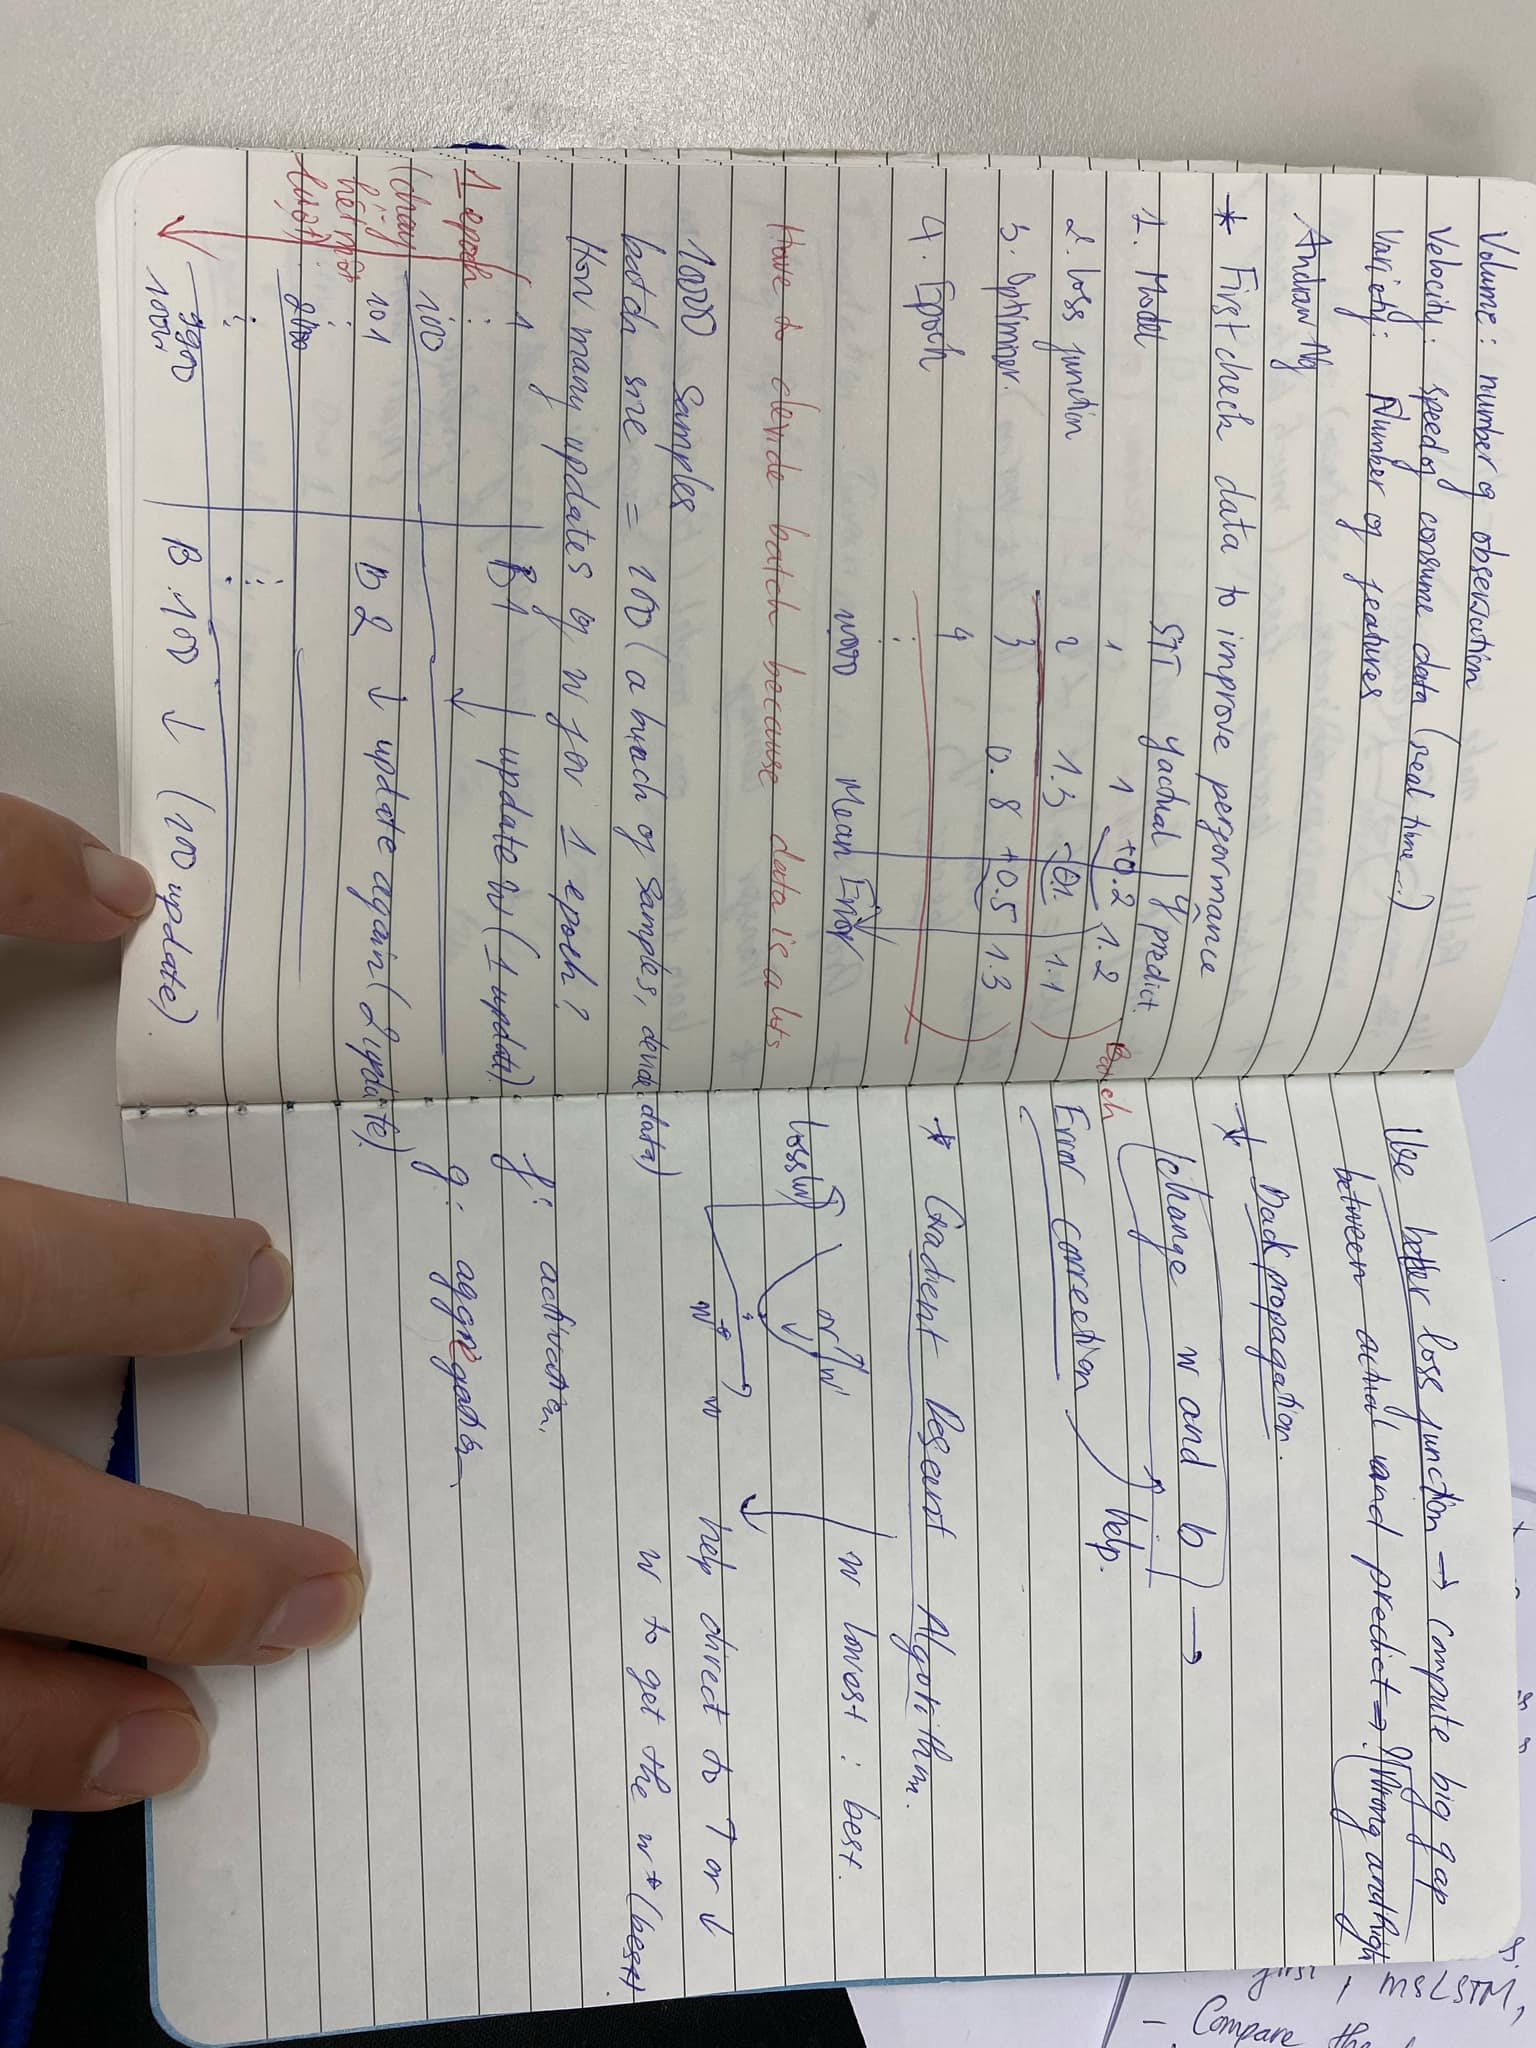 Volume: number of observation
Velocity: speed of consume data (real time...)
Variety: Number of features
Andrew Ng
* First check data to improve performance
STT y actual ŷ predict.
1. Model
1 1 +0.2 1.2
Batch
2. loss function
2 1.3 -0.1. 1.1
3. Optimizer.
3 0.8 +0.5 1.3
4. Epoch
4
Mean Error
Have to devide batch because data is a lots
10000 samples
batch size = 100 (a bunch of samples, devide data)
How many updates of w for 1 epoch?
1 B1 ↓ update w (1 update).
1 epoch
100
(chạy
101 B2 ↓ update again (2 update).
hết một
lượt)
200
9900 B.100 ↓ (100 update).
10000
Use better loss function → compute big gap
between actual and predict → ? Wrong and high
* Back propagation.
change w and b →
help.
Error correction
* Gradient Descent Algorithm.
w lowest : best.
or w
loss(w)
w* w
help direct to ↑ or ↓
w to get the w* (best).
f: activation.
g: aggregation
first 1 msLSTM,
- Compare the